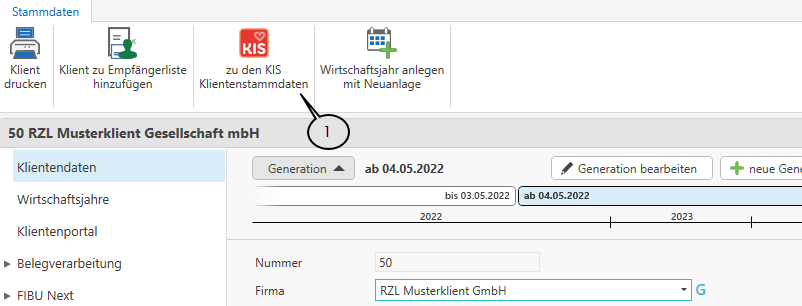 Stammdaten
Klient
drucken
Klient zu Empfängerliste
hinzufügen
KIS
zu den KIS
Klientenstammdaten
Wirtschaftsjahr anlegen
mit Neuanlage
1
50 RZL Musterklient Gesellschaft mbH
Klientendaten
Generation
ab 04.05.2022
Generation bearbeiten
neue Gene
bis 03.05.2022
ab 04.05.2022
Wirtschaftsjahre
2022
2023
Klientenportal
Belegverarbeitung
Nummer
50
FIBU Next
Firma
RZL Musterklient GmbH
G